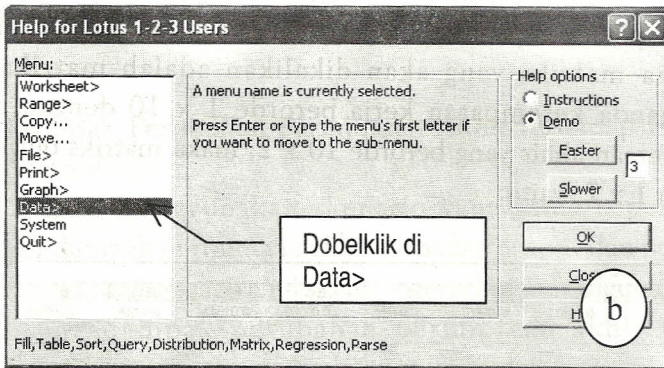 Help for Lotus 1-2-3 Users
Menu:
Worksheet>
Range>
Copy...
Move...
File>
Print>
Graph>
Data>
System
Quit>
A menu name is currently selected.
Press Enter or type the menu's first letter if
you want to move to the sub-menu.
Help options
Instructions
Demo
Faster
3
Slower
OK
Dobelklik di
Data>
b
Fill,Table,Sort,Query,Distribution,Matrix,Regression,Parse